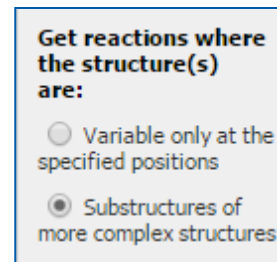 Get reactions where
the structure(s)
are:
Variable only at the
specified positions
Substructures of
more complex structures